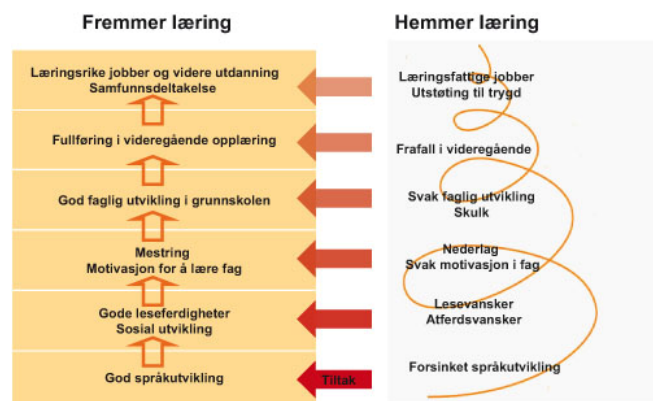 Fremmer læring
Læringsrike jobber og videre utdanning
Samfunnsdeltakelse
Fullføring i videregående opplæring
God faglig utvikling i grunnskolen
Mestring
Motivasjon for å lære fag
Gode leseferdigheter
Sosial utvikling
God språkutvikling
Tiltak
Hemmer læring
Læringsfattige jobber
Utstøting til trygd
Frafall i videregående
Svak faglig utvikling
Skulk
Nederlag
Svak motivasjon i fag
Lesevansker
Atferdsvansker
Forsinket språkutvikling